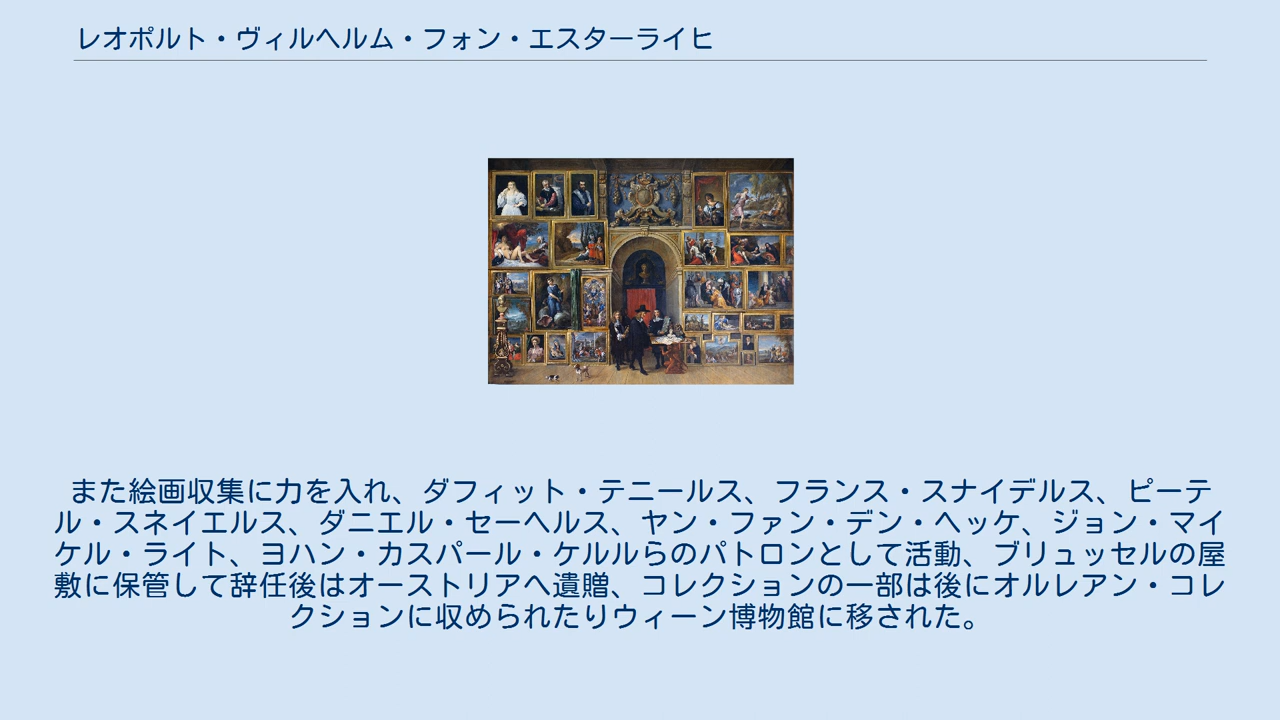 レオポルト・ヴィルヘルム・フォン・エスターライヒ
また絵画収集に力を入れ、ダフィット・テニールス、フランス・スナイデルス、ピーテ
ル・スネイエルス、ダニエル・セーヘルス、ヤン・ファン・デン・ヘッケ、ジョン・マイ
ケル・ライト、ヨハン・カスパール・ケルルらのパトロンとして活動、ブリュッセルの屋
敷に保管して辞任後はオーストリアへ遺贈、コレクションの一部は後にオルレアン・コレ
クションに収められたりウィーン博物館に移された。